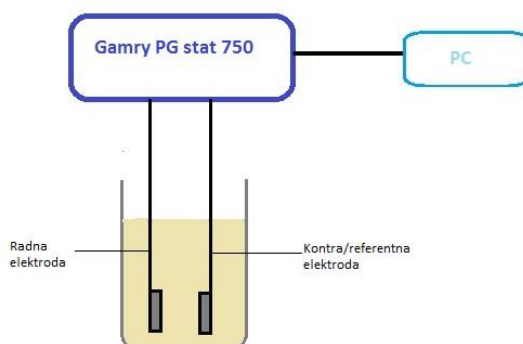 Gamry PG stat 750
PC
Radna
elektroda
Kontra/referentna
elektroda